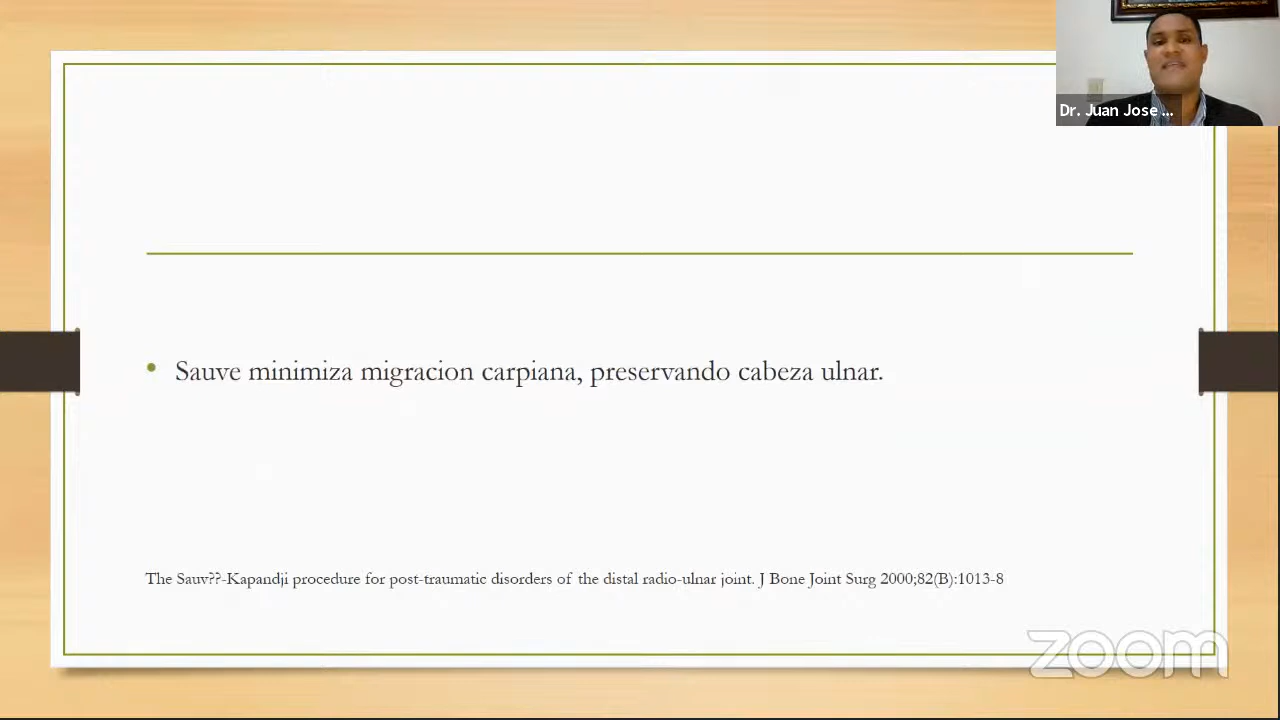 Dr. Juan Jose ...
Sauve minimiza migracion carpiana, preservando cabeza ulnar.
The Sauv??-Kapandji procedure for post-traumatic disorders of the distal radio-ulnar joint. J Bone Joint Surg 2000;82(B):1013-8
zoom